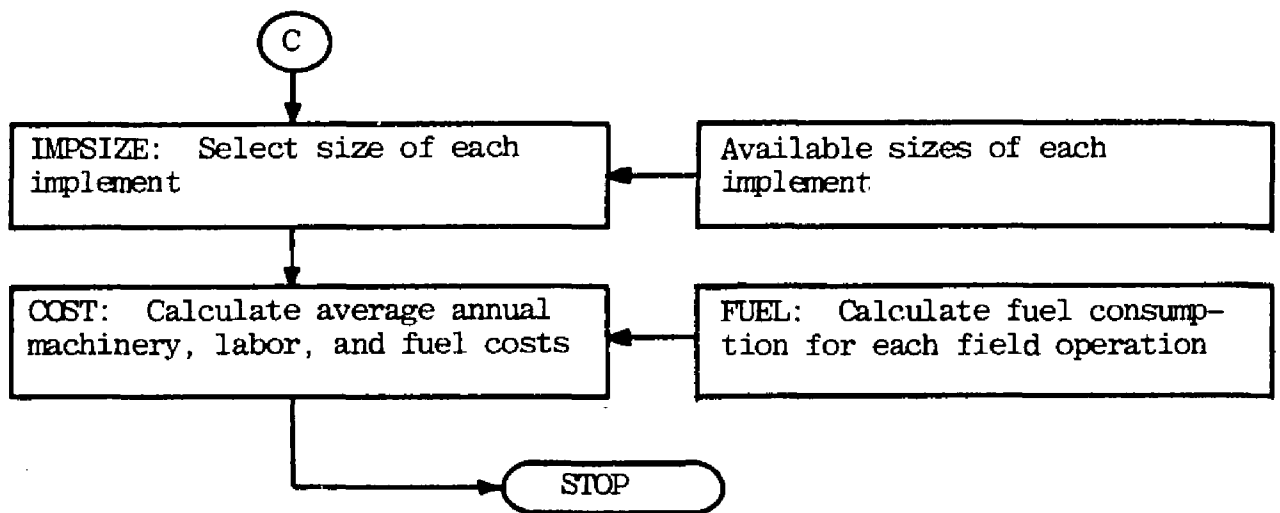 C
IMPSIZE: Select size of each
implement
Available sizes of each
implement
COST: Calculate average annual
machinery, labor, and fuel costs
FUEL: Calculate fuel consump-
tion for each field operation
STOP